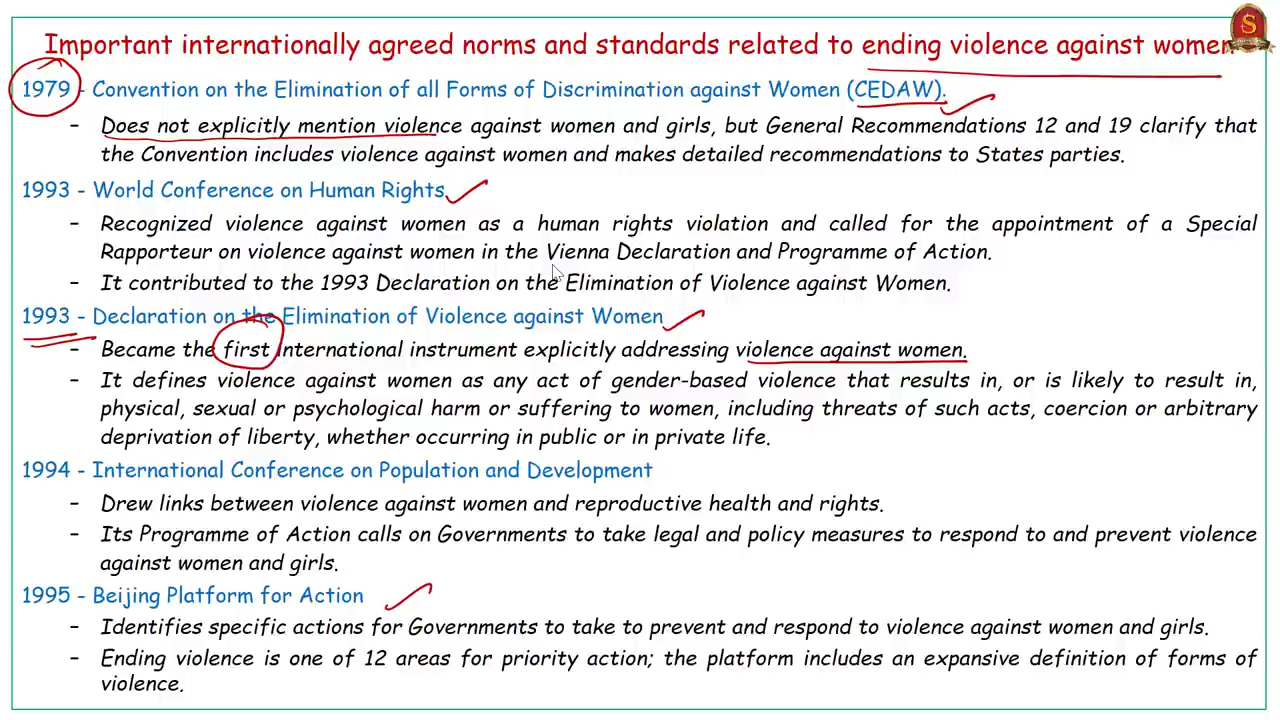 Important internationally agreed norms and standards related to ending violence against women
1979 - Convention on the Elimination of all Forms of Discrimination against Women (CEDAW).
- Does not explicitly mention violence against women and girls, but General Recommendations 12 and 19 clarify that
the Convention includes violence against women and makes detailed recommendations to States parties.
1993 - World Conference on Human Rights
- Recognized violence against women as a human rights violation and called for the appointment of a Special
Rapporteur on violence against women in the Vienna Declaration and Programme of Action.
- It contributed to the 1993 Declaration on the Elimination of Violence against Women.
1993 - Declaration on the Elimination of Violence against Women
- Became the first international instrument explicitly addressing violence against women.
- It defines violence against women as any act of gender-based violence that results in, or is likely to result in,
physical, sexual or psychological harm or suffering to women, including threats of such acts, coercion or arbitrary
deprivation of liberty, whether occurring in public or in private life.
1994 - International Conference on Population and Development
- Drew links between violence against women and reproductive health and rights.
- Its Programme of Action calls on Governments to take legal and policy measures to respond to and prevent violence
against women and girls.
1995 - Beijing Platform for Action
- Identifies specific actions for Governments to take to prevent and respond to violence against women and girls.
- Ending violence is one of 12 areas for priority action; the platform includes an expansive definition of forms of
violence.
S